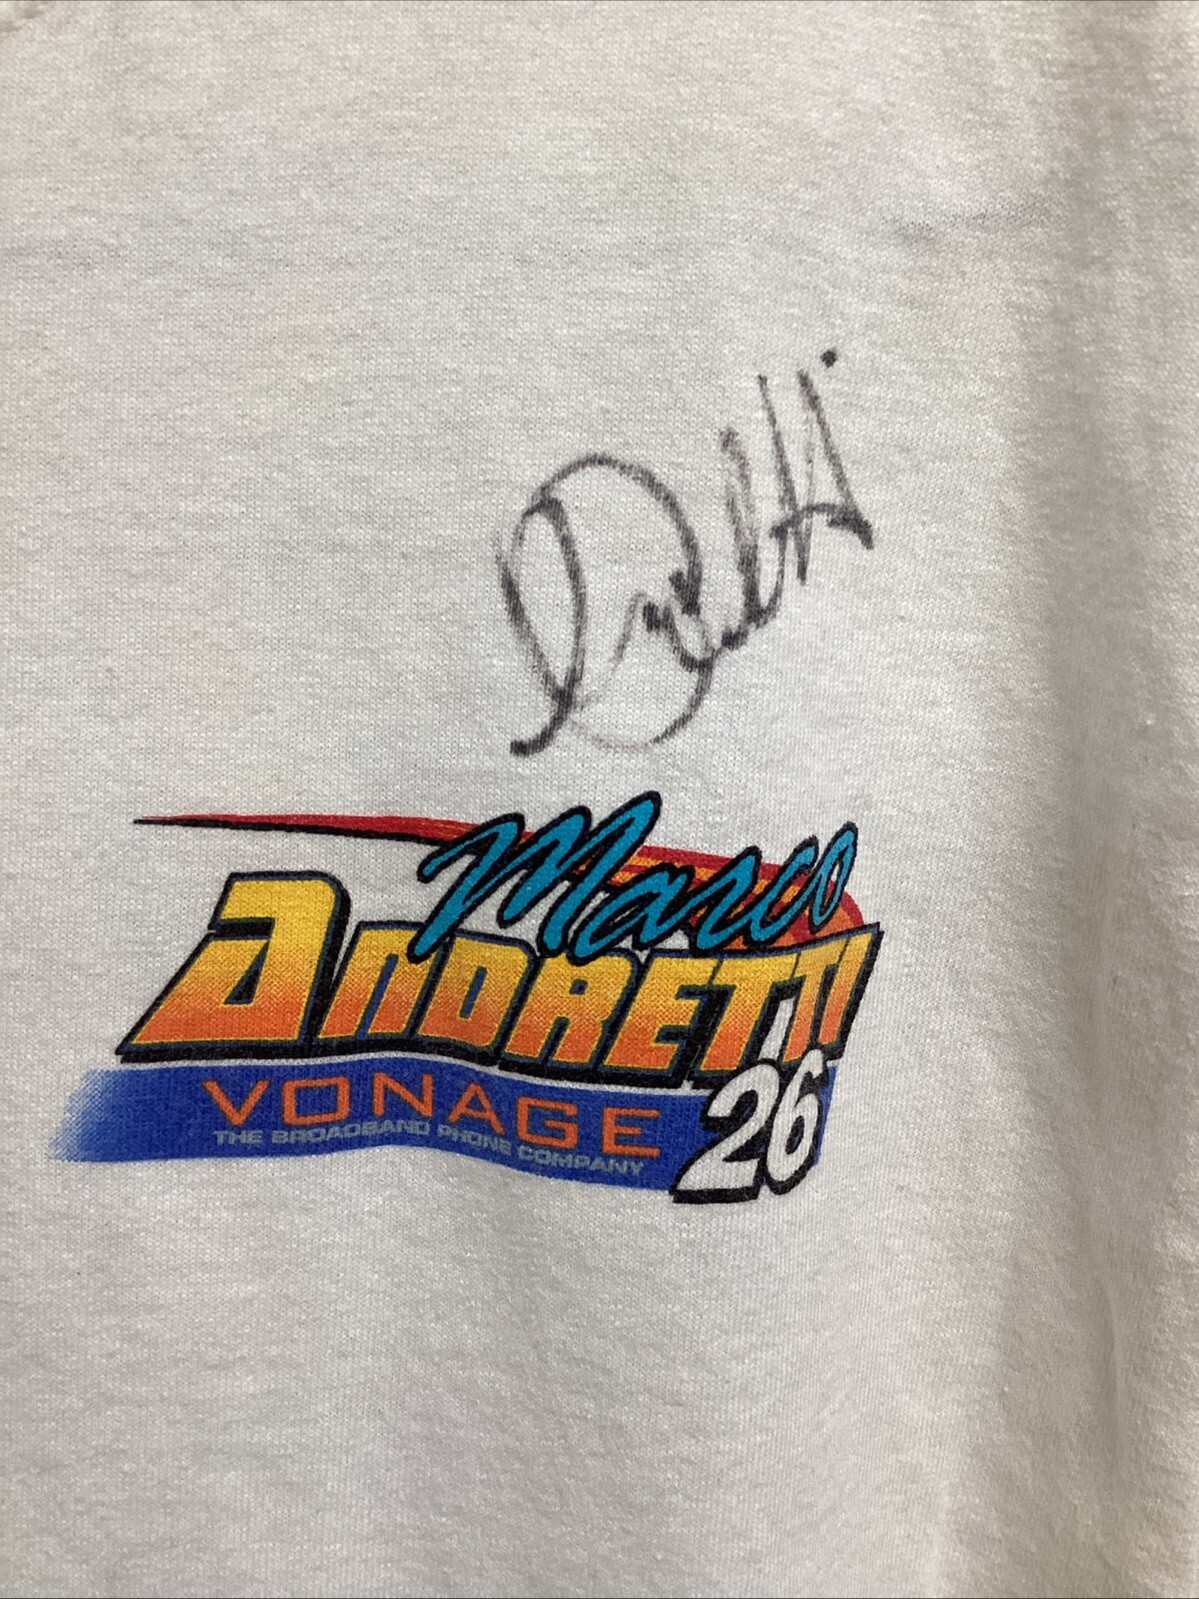 Marco
ANDRETTI
VONAGE
THE BROADBAND PHONE COMPANY
26